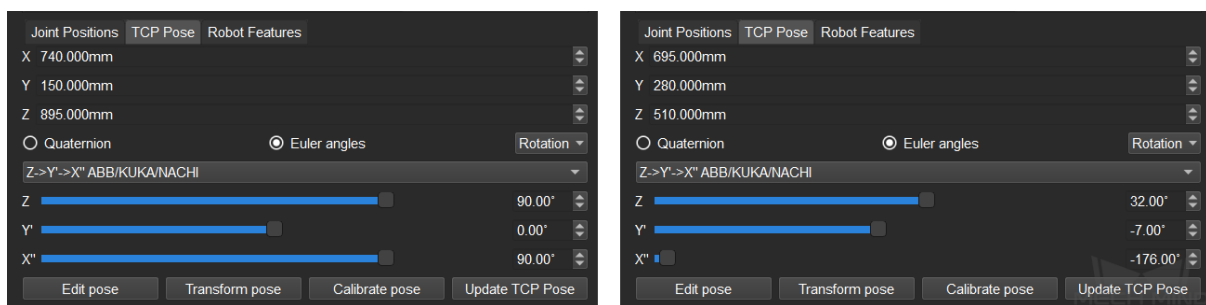 Joint Positions TCP Pose Robot Features
X 740.000mm
Y 150.000mm
Z 895.000mm
Quaternion Euler angles Rotation
Z->Y'->X'' ABB/KUKA/NACHI
Z 90.00°
Y' 0.00°
X'' 90.00°
Edit pose Transform pose Calibrate pose Update TCP Pose
Joint Positions TCP Pose Robot Features
X 695.000mm
Y 280.000mm
Z 510.000mm
Quaternion Euler angles Rotation
Z->Y'->X'' ABB/KUKA/NACHI
Z 32.00°
Y' -7.00°
X'' -176.00°
Edit pose Transform pose Calibrate pose Update TCP Pose